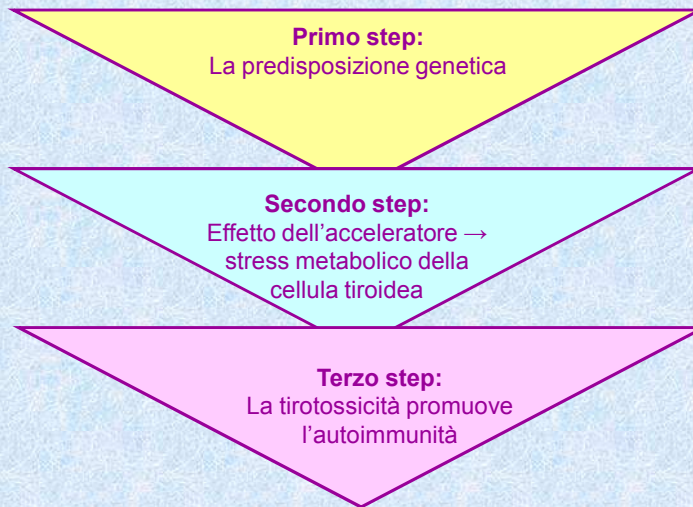 Primo step:
La predisposizione genetica
Secondo step:
Effetto dell’acceleratore →
stress metabolico della
cellula tiroidea
Terzo step:
La tirotossicità promuove
l’autoimmunità